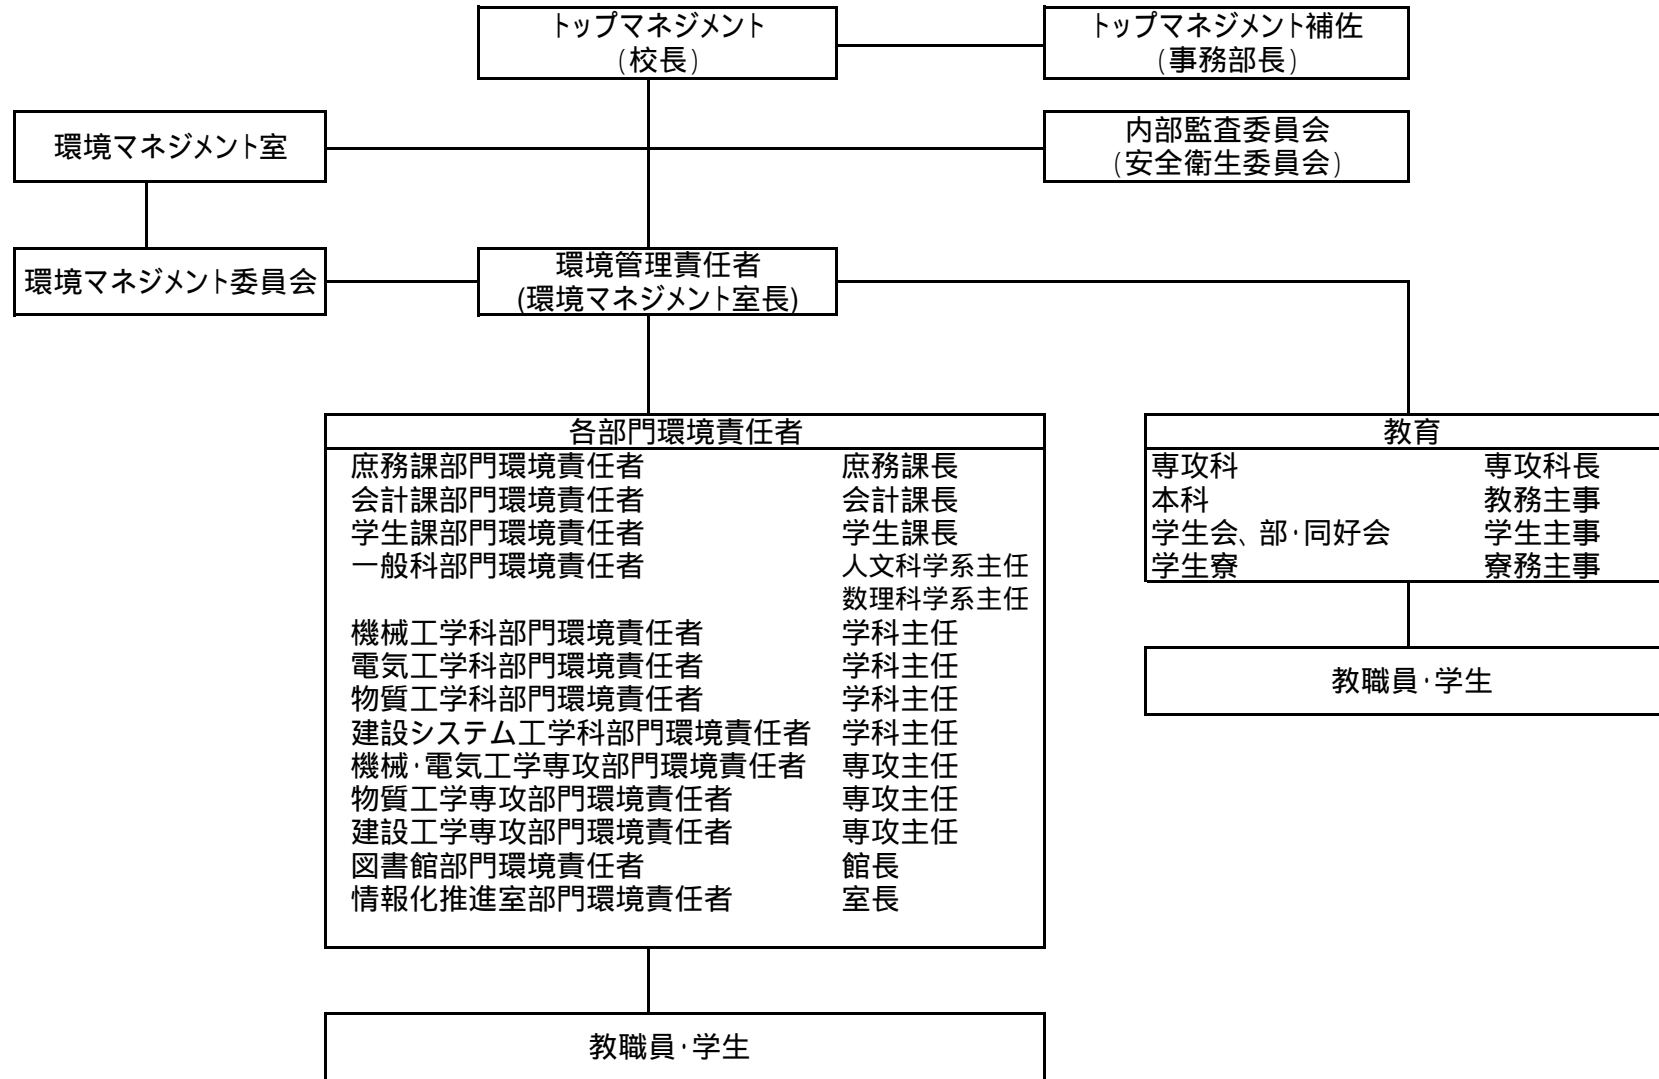 トップマネジメント
(校長)
トップマネジメント補佐
(事務部長)
環境マネジメント室
内部監査委員会
(安全衛生委員会)
環境マネジメント委員会
環境管理責任者
(環境マネジメント室長)
各部門環境責任者
庶務課部門環境責任者 庶務課長
会計課部門環境責任者 会計課長
学生課部門環境責任者 学生課長
一般科部門環境責任者 人文科学系主任
数理科学系主任
機械工学科部門環境責任者 学科主任
電気工学科部門環境責任者 学科主任
物質工学科部門環境責任者 学科主任
建設システム工学科部門環境責任者 学科主任
機械・電気工学専攻部門環境責任者 専攻主任
物質工学専攻部門環境責任者 専攻主任
建設工学専攻部門環境責任者 専攻主任
図書館部門環境責任者 館長
情報化推進室部門環境責任者 室長
教育
専攻科 専攻科長
本科 教務主事
学生会、部・同好会 学生主事
学生寮 寮務主事
教職員・学生
教職員・学生